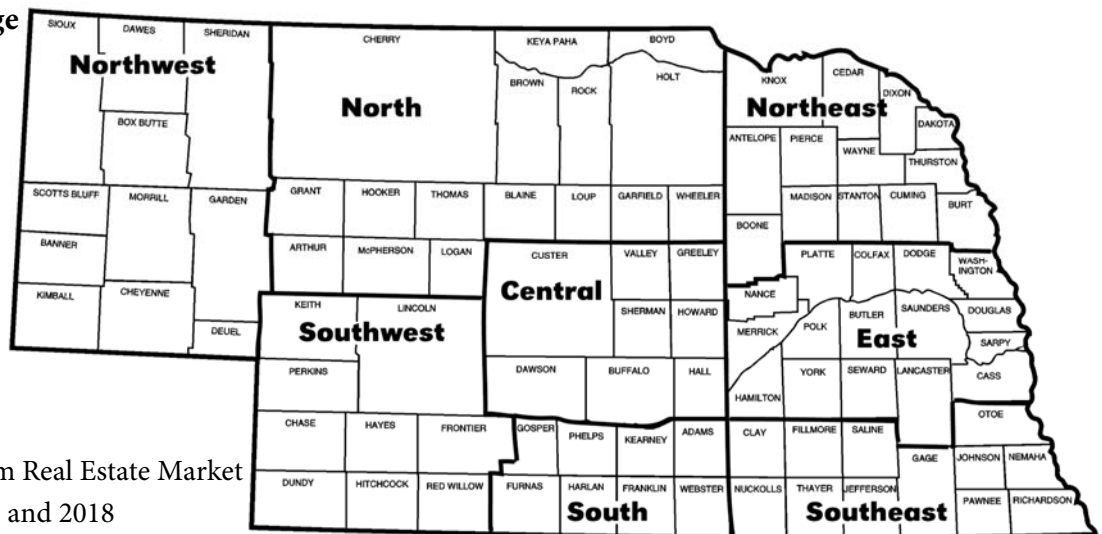 ge
SIOUX
DAWES
SHERIDAN
Northwest
BOX BUTTE
SCOTTS BLUFF
MORRILL
GARDEN
BANNER
KIMBALL
CHEYENNE
DEUEL
CHERRY
KEYA PAHA
BOYD
BROWN
ROCK
HOLT
North
GRANT
HOOKER
THOMAS
BLAINE
LOUP
GARFIELD
WHEELER
ARTHUR
McPHERSON
LOGAN
KNOX
CEDAR
DIXON
DAKOTA
Northeast
ANTELOPE
PIERCE
WAYNE
THURSTON
MADISON
STANTON
CUMING
BURT
BOONE
CUSTER
VALLEY
GREELEY
Central
SHERMAN
HOWARD
DAWSON
BUFFALO
HALL
PLATTE
COLFAX
DODGE
WASH-
INGTON
NANCE
MERRICK
POLK
BUTLER
SAUNDERS
DOUGLAS
East
SARPY
HAMILTON
YORK
SEWARD
LANCASTER
CASS
KEITH
LINCOLN
Southwest
PERKINS
CHASE
HAYES
FRONTIER
DUNDY
HITCHCOCK
RED WILLOW
GOSPER
PHELPS
KEARNEY
ADAMS
FURNAS
HARLAN
FRANKLIN
WEBSTER
South
CLAY
FILLMORE
SALINE
OTOE
GAGE
JOHNSON
NEMAHA
NUCKOLLS
THAYER
JEFFERSON
PAWNEE
RICHARDSON
Southeast
m Real Estate Market
and 2018